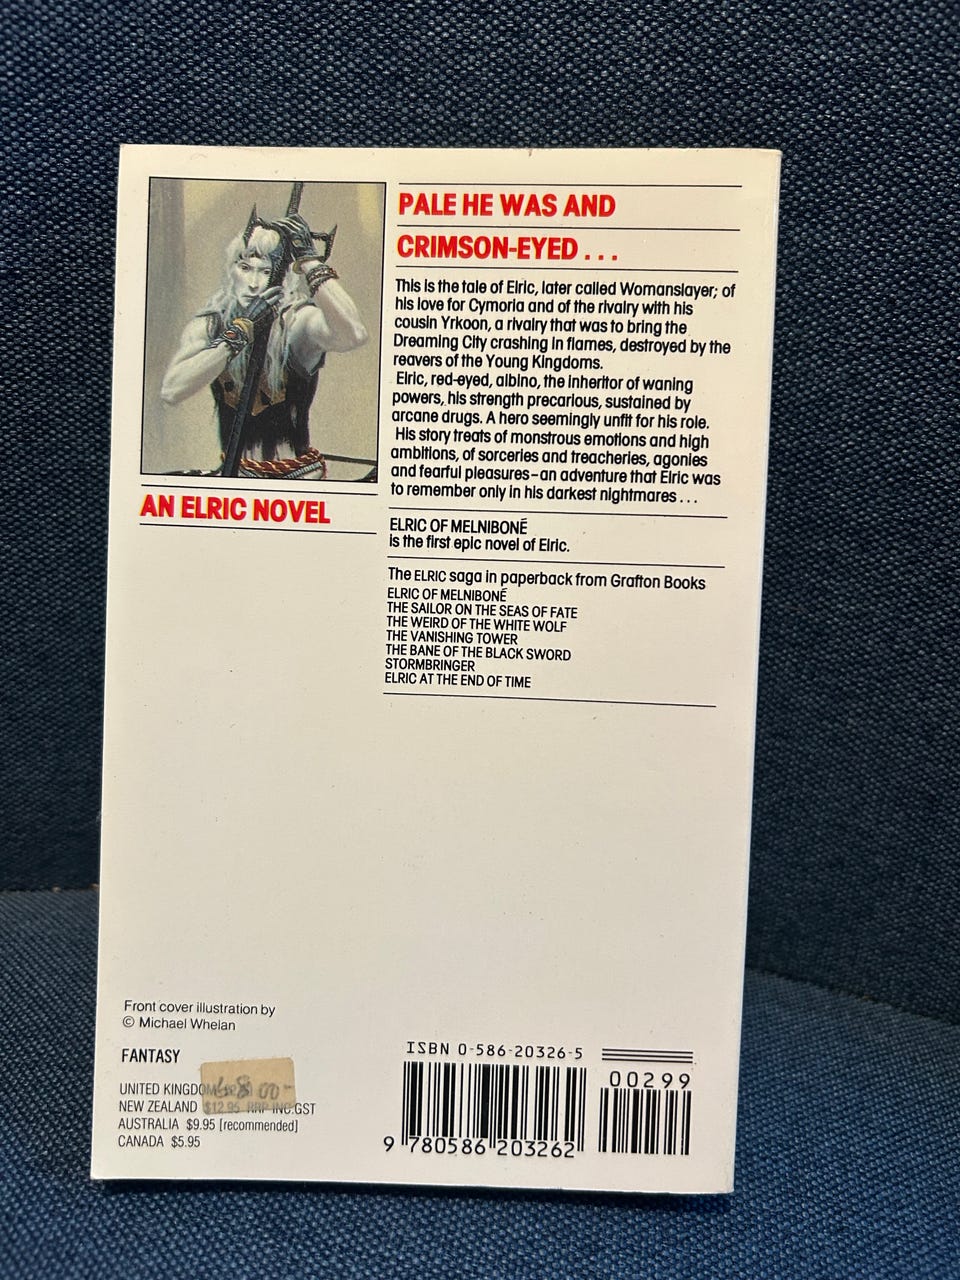 PALE HE WAS AND
CRIMSON-EYED . . .
This is the tale of Elric, later called Womanslayer; of
his love for Cymoria and of the rivalry with his
cousin Yrkoon, a rivalry that was to bring the
Dreaming City crashing in flames, destroyed by the
reavers of the Young Kingdoms.
Elric, red-eyed, albino, the inheritor of waning
powers, his strength precarious, sustained by
arcane drugs. A hero seemingly unfit for his role.
His story treats of monstrous emotions and high
ambitions, of sorceries and treacheries, agonies
and fearful pleasures – an adventure that Elric was
to remember only in his darkest nightmares . . .
AN ELRIC NOVEL
ELRIC OF MELNIBONÉ
is the first epic novel of Elric.
The ELRIC saga in paperback from Grafton Books
ELRIC OF MELNIBONÉ
THE SAILOR ON THE SEAS OF FATE
THE WEIRD OF THE WHITE WOLF
THE VANISHING TOWER
THE BANE OF THE BLACK SWORD
STORMBRINGER
ELRIC AT THE END OF TIME
Front cover illustration by
© Michael Whelan
FANTASY
UNITED KINGDOM
NEW ZEALAND $12.95 RRP INC.GST
AUSTRALIA $9.95 [recommended]
CANADA $5.95
ISBN 0-586-20326-5
00299
9 780586 203262